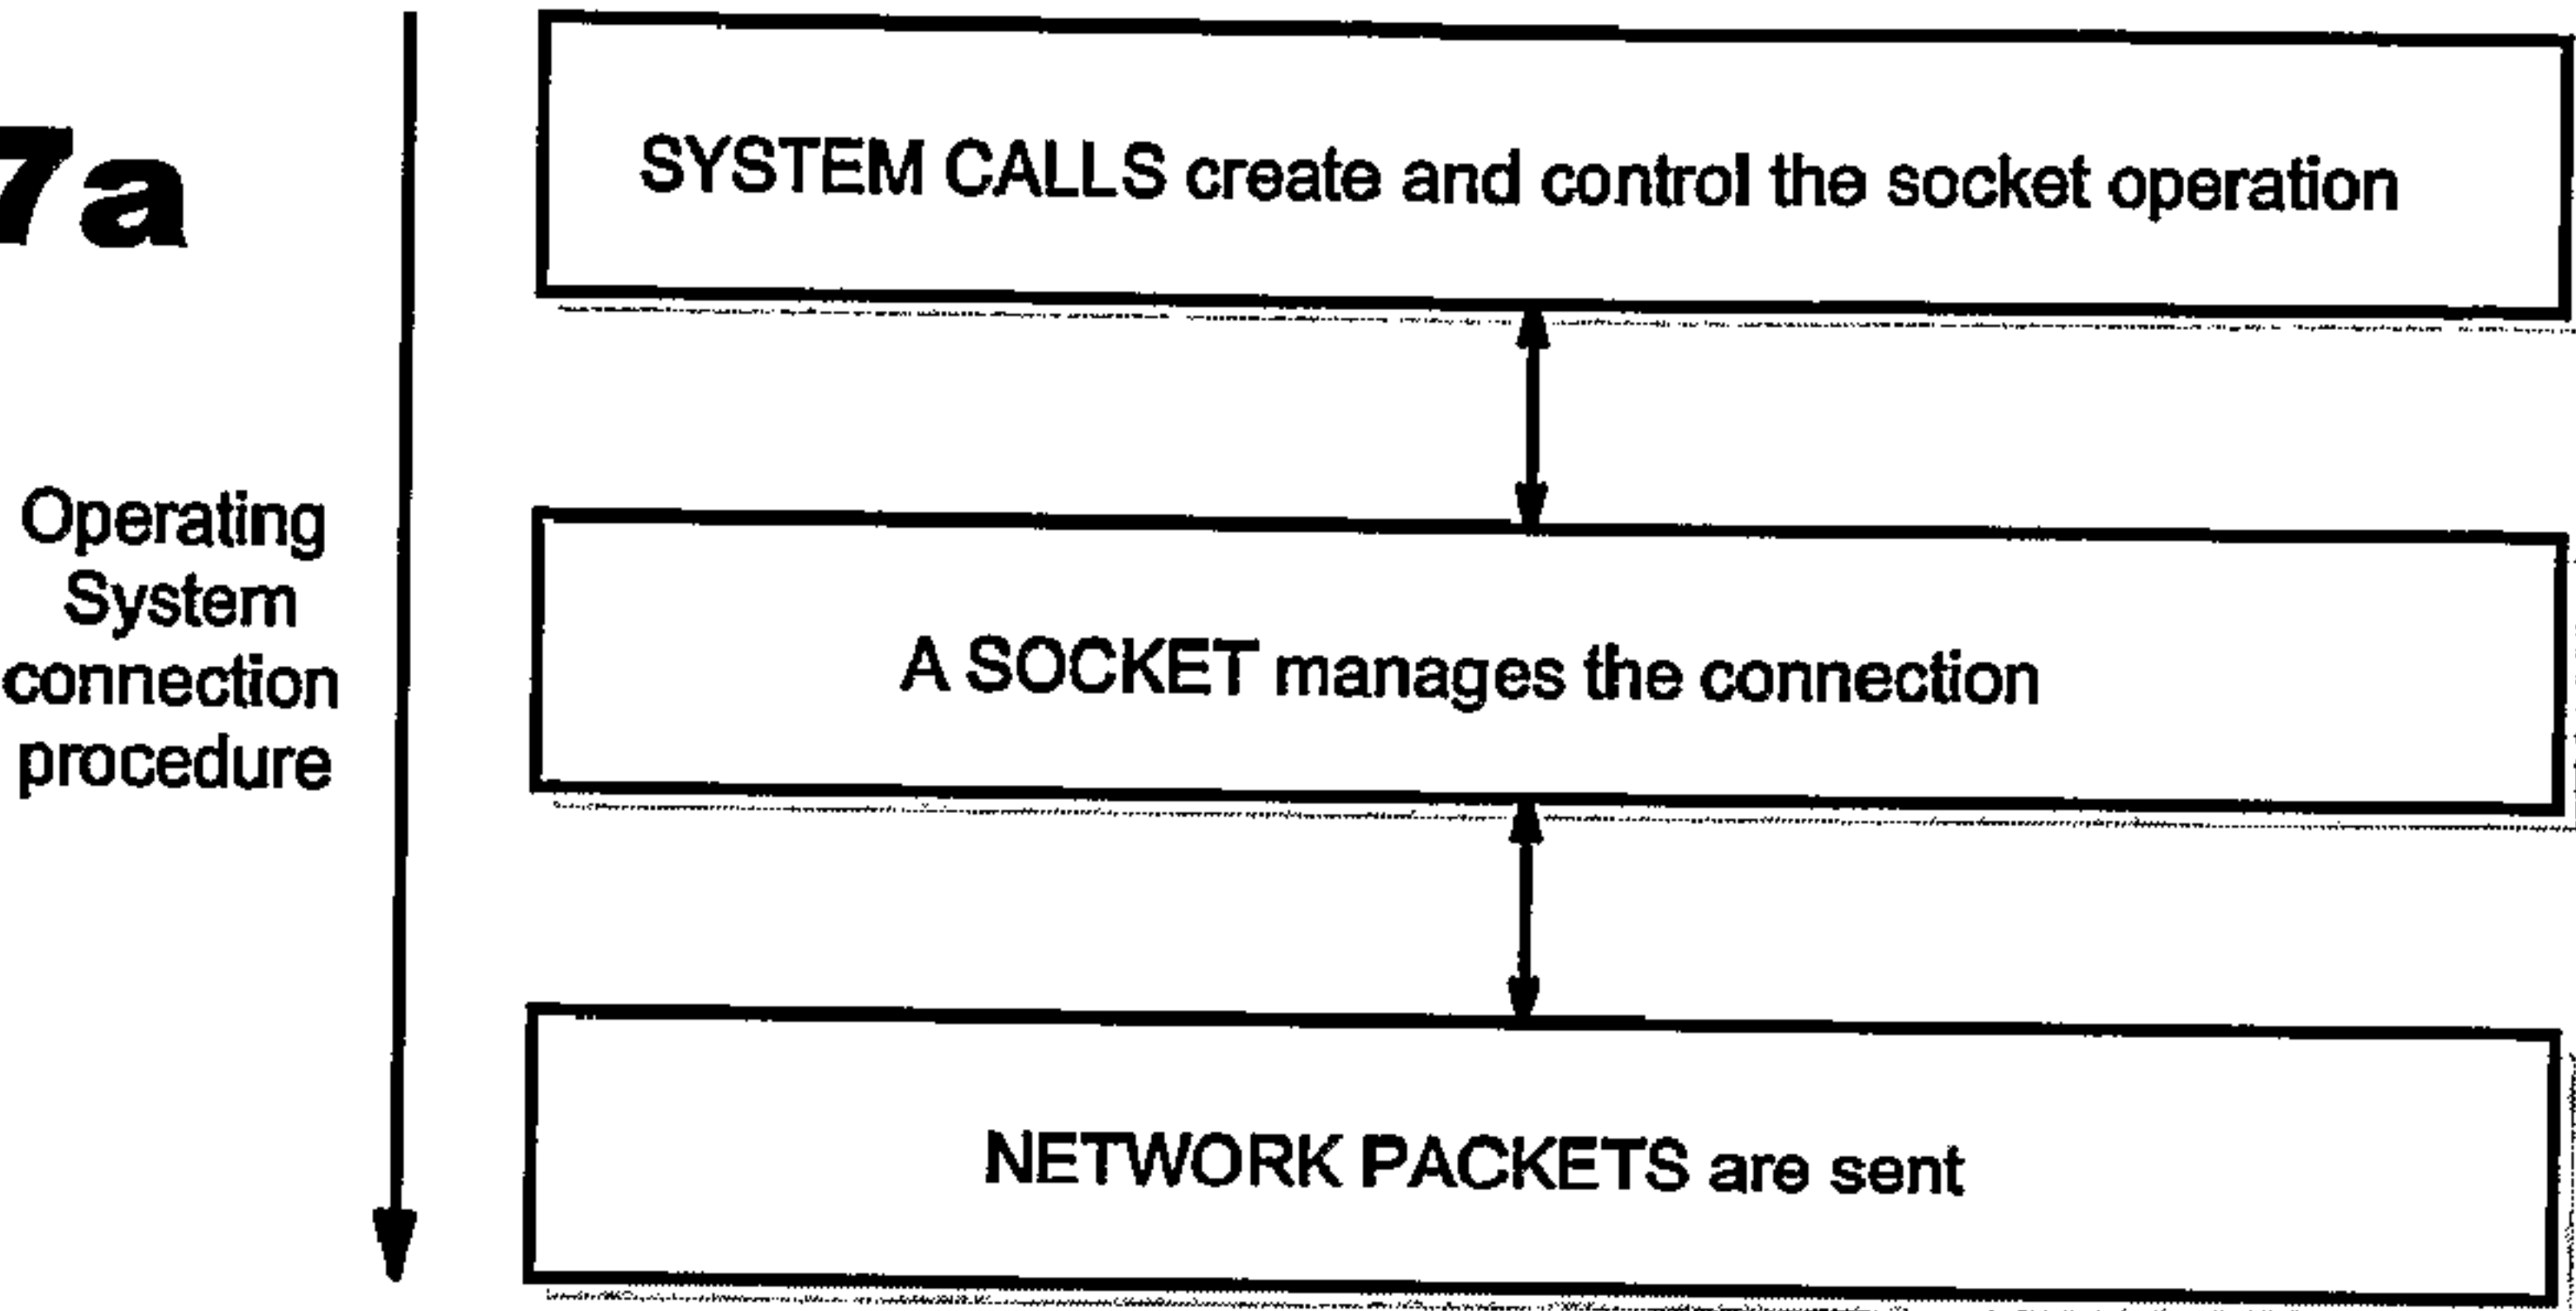 7a
SYSTEM CALLS create and control the socket operation
Operating
System
connection
procedure
A SOCKET manages the connection
NETWORK PACKETS are sent